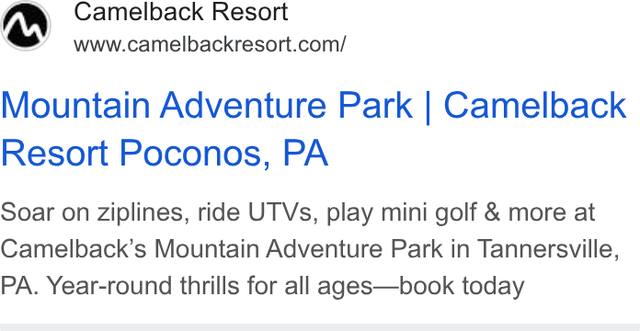 Camelback Resort
www.camelbackresort.com/
Mountain Adventure Park | Camelback
Resort Poconos, PA
Soar on ziplines, ride UTVs, play mini golf & more at
Camelback’s Mountain Adventure Park in Tannersville,
PA. Year-round thrills for all ages—book today